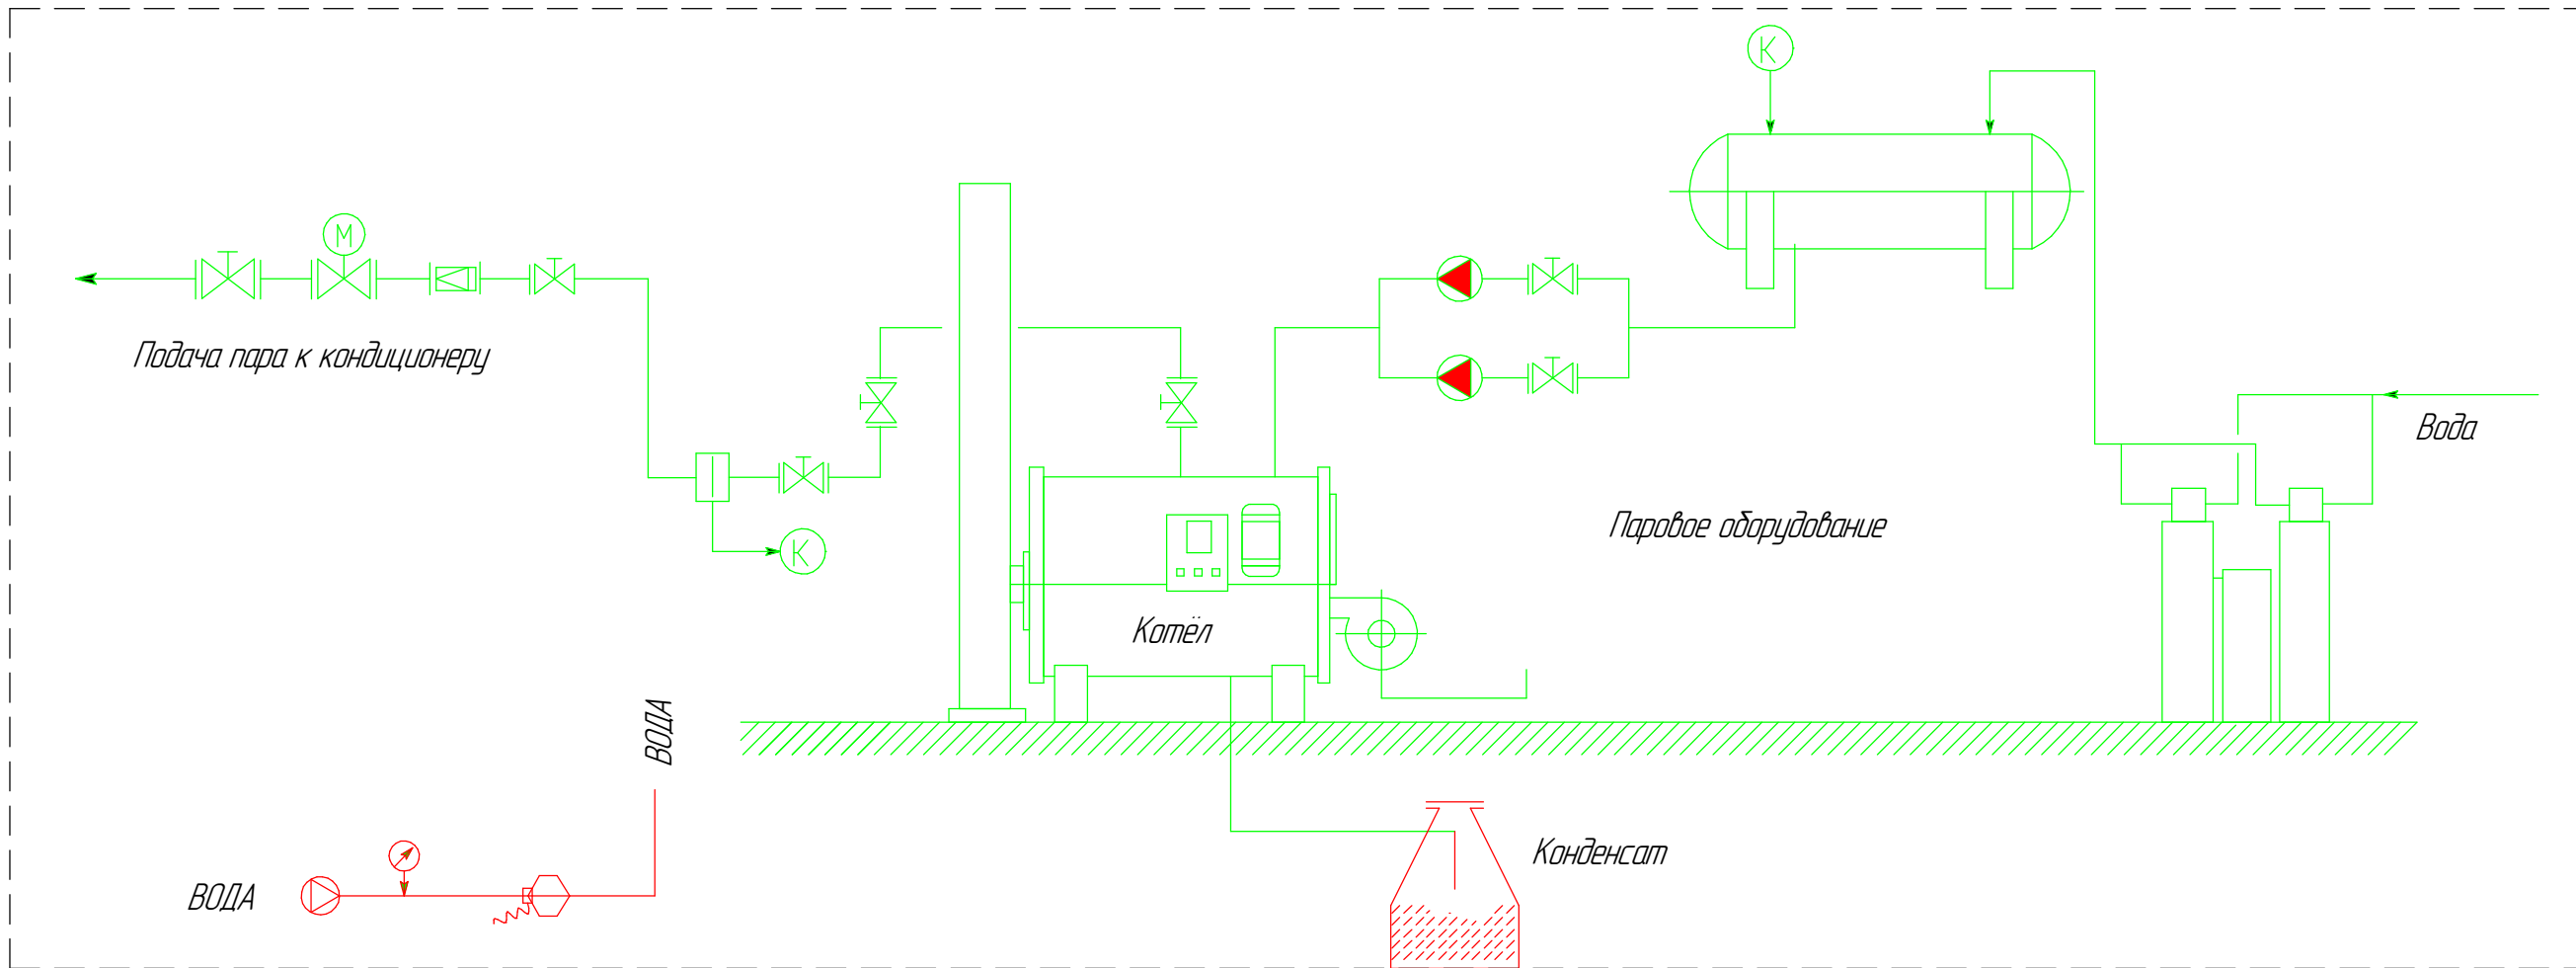 К
М
Подача пара к кондиционеру
Вода
Паровое оборудование
К
Котёл
ВОДА
Конденсат
ВОДА